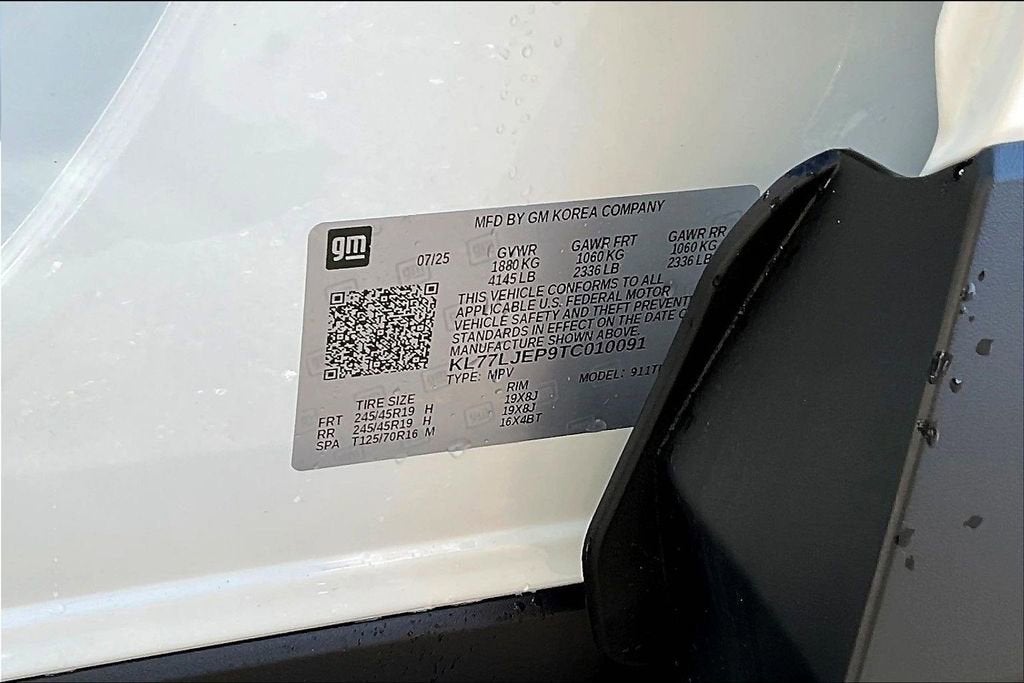 MFD BY GM KOREA COMPANY
gm
07/25
GVWR GAWR FRT GAWR RR
1880 KG 1060 KG 1060 KG
4145 LB 2336 LB 2336 LB
THIS VEHICLE CONFORMS TO ALL
APPLICABLE U.S. FEDERAL MOTOR
VEHICLE SAFETY AND THEFT PREVENT
STANDARDS IN EFFECT ON THE DATE
MANUFACTURE SHOWN ABOVE.
KL77LJEP9TC010091
TYPE: MPV MODEL: 911T
TIRE SIZE RIM
FRT 245/45R19 H 19X8J
RR 245/45R19 H 19X8J
SPA T125/70R16 M 16X4BT